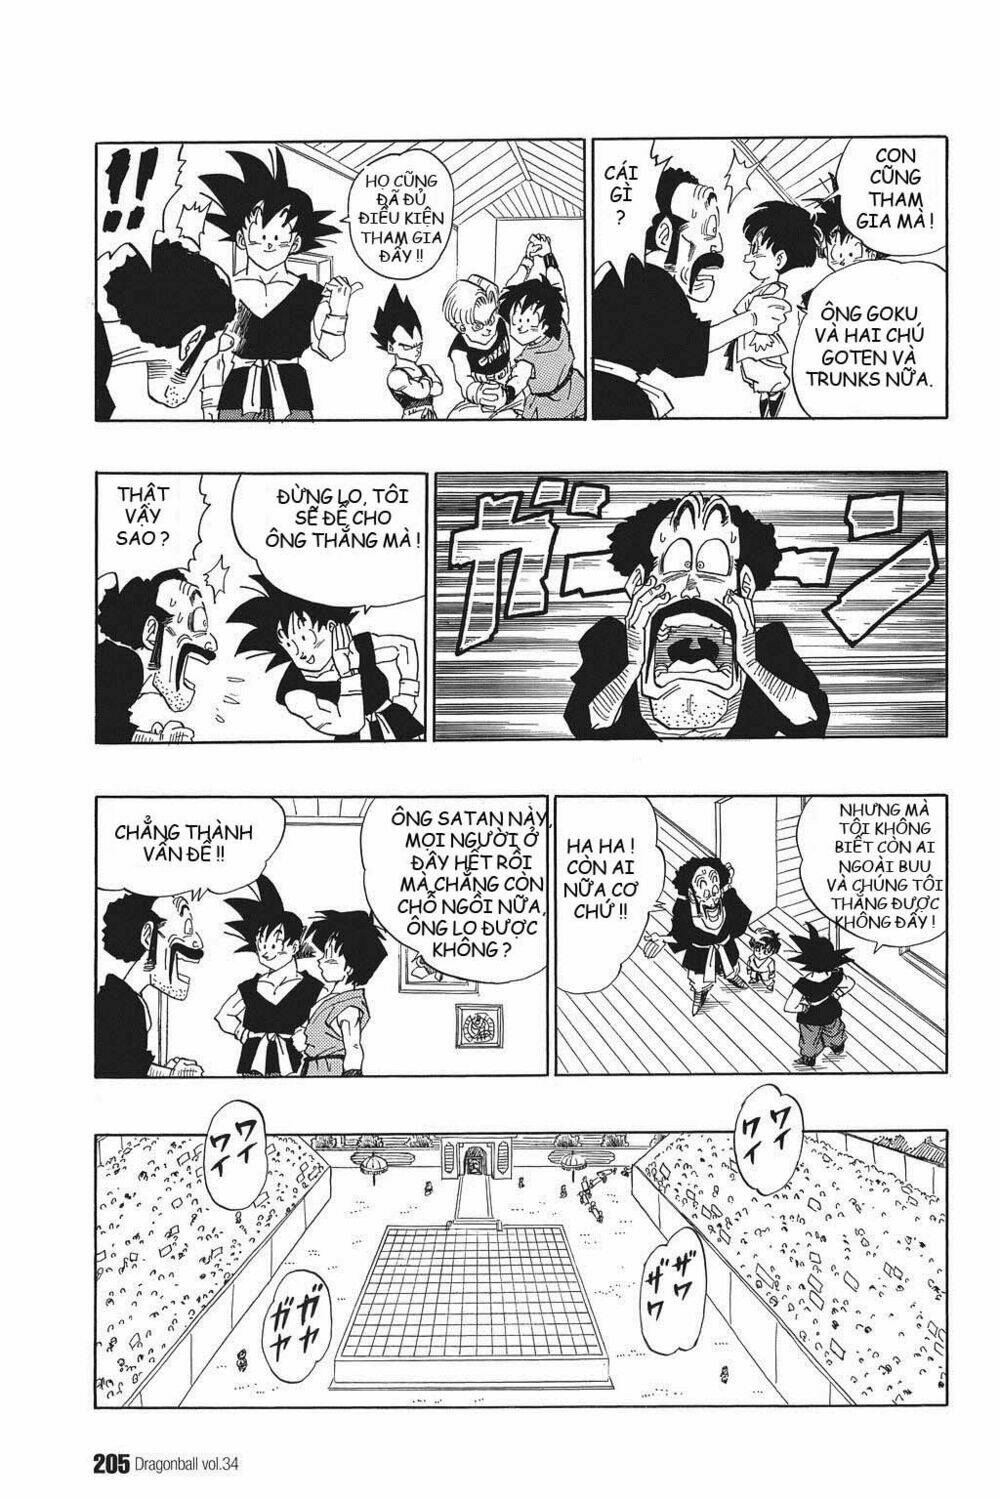 CON
CŨNG
THAM
GIA MÀ !
CÁI
GÌ
?
ÔNG GOKU
VÀ HAI CHÚ
GOTEN VÀ
TRUNKS NỮA.
HỌ CŨNG
ĐÃ ĐỦ
ĐIỀU KIỆN
THAM GIA
ĐẤY !!
!!
ガーーーン
ĐỪNG LO, TÔI
SẼ ĐỂ CHO
ÔNG THẮNG MÀ !
THẬT
VẬY
SAO ?
NHƯNG MÀ
TÔI KHÔNG
BIẾT CÒN AI
NGOÀI BUU
VÀ CHÚNG TÔI
THẮNG ĐƯỢC
KHÔNG ĐẤY !
HA HA !
CÒN AI
NỮA CƠ
CHỨ !!
ÔNG SATAN NÀY,
MỌI NGƯỜI Ở
ĐÂY HẾT RỒI
MÀ CHẲNG CÒN
CHỖ NGỒI NỮA,
ÔNG LO ĐƯỢC
KHÔNG ?
CHẲNG THÀNH
VẤN ĐỀ !!
ワイ
ワイ
ワイ
ワイ
ザワ
ザワ
ガヤ
ガヤ
205 Dragonball vol.34